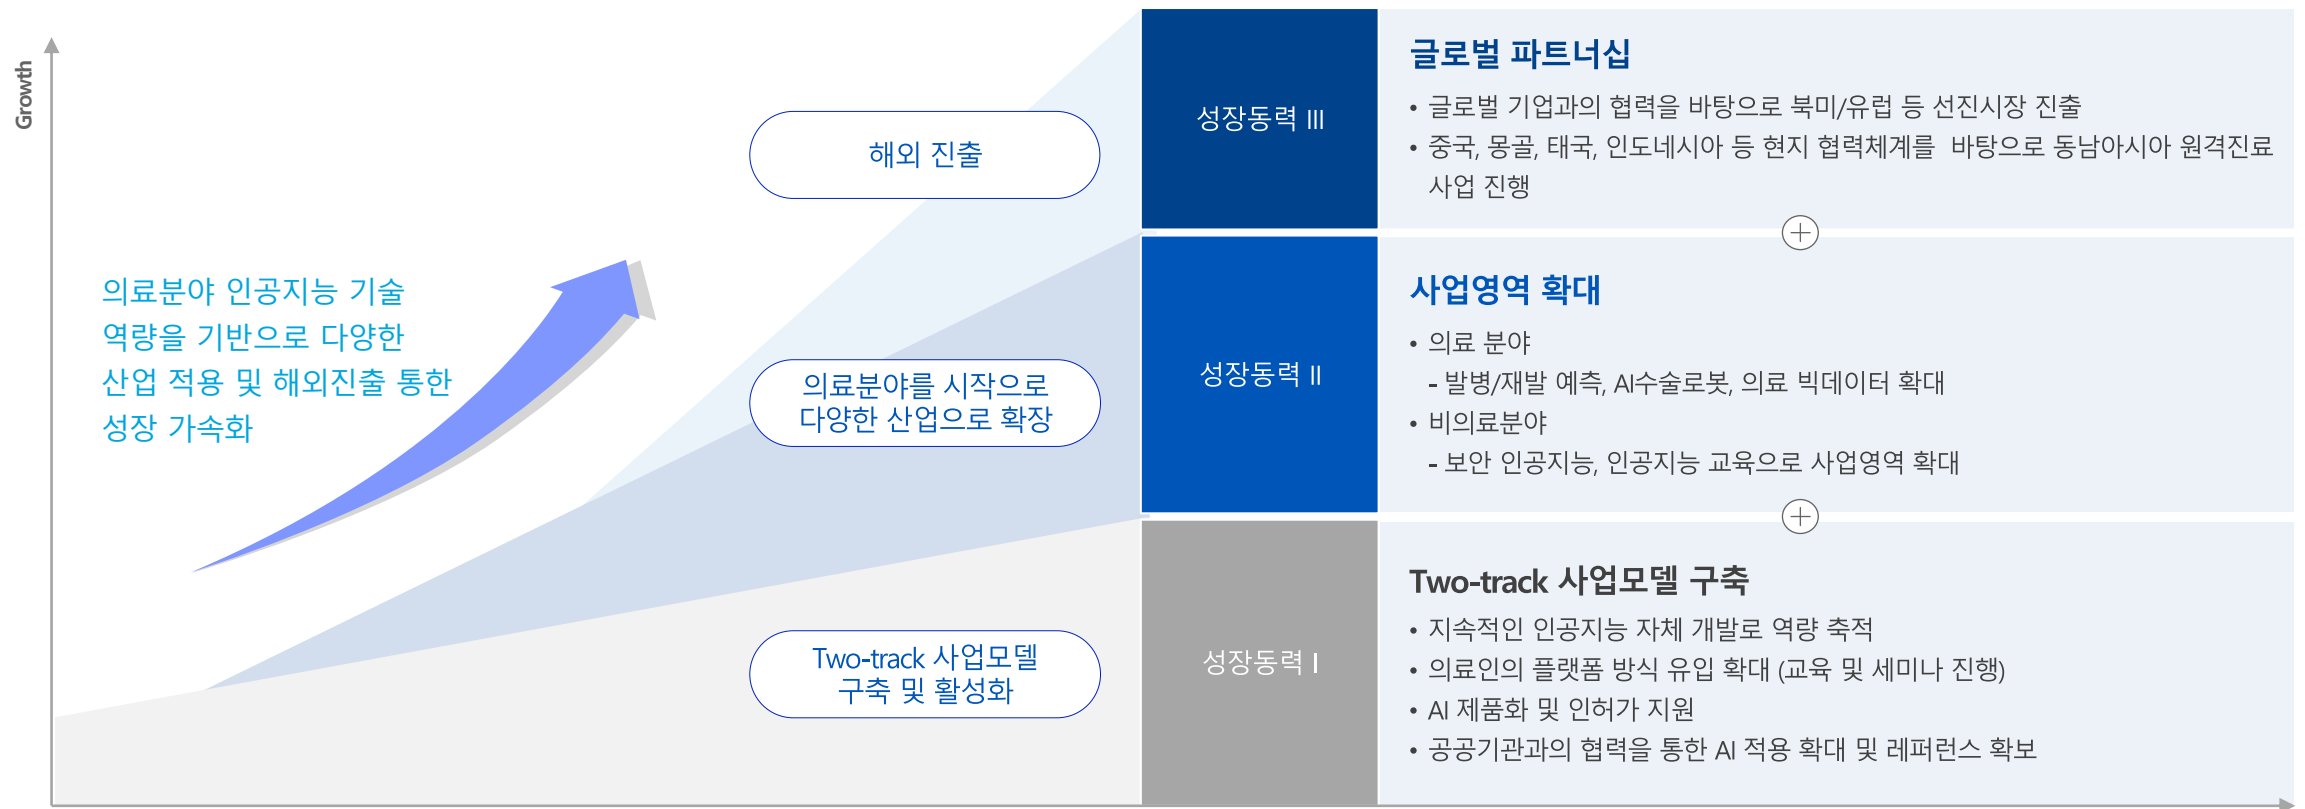 Growth
의료분야 인공지능 기술
역량을 기반으로 다양한
산업 적용 및 해외진출 통한
성장 가속화
해외 진출
의료분야를 시작으로
다양한 산업으로 확장
Two-track 사업모델
구축 및 활성화
성장동력 III
글로벌 파트너십
• 글로벌 기업과의 협력을 바탕으로 북미/유럽 등 선진시장 진출
• 중국, 몽골, 태국, 인도네시아 등 현지 협력체계를 바탕으로 동남아시아 원격진료
사업 진행
성장동력 II
사업영역 확대
• 의료 분야
- 발병/재발 예측, AI수술로봇, 의료 빅데이터 확대
• 비의료분야
- 보안 인공지능, 인공지능 교육으로 사업영역 확대
성장동력 I
Two-track 사업모델 구축
• 지속적인 인공지능 자체 개발로 역량 축적
• 의료인의 플랫폼 방식 유입 확대 (교육 및 세미나 진행)
• AI 제품화 및 인허가 지원
• 공공기관과의 협력을 통한 AI 적용 확대 및 레퍼런스 확보